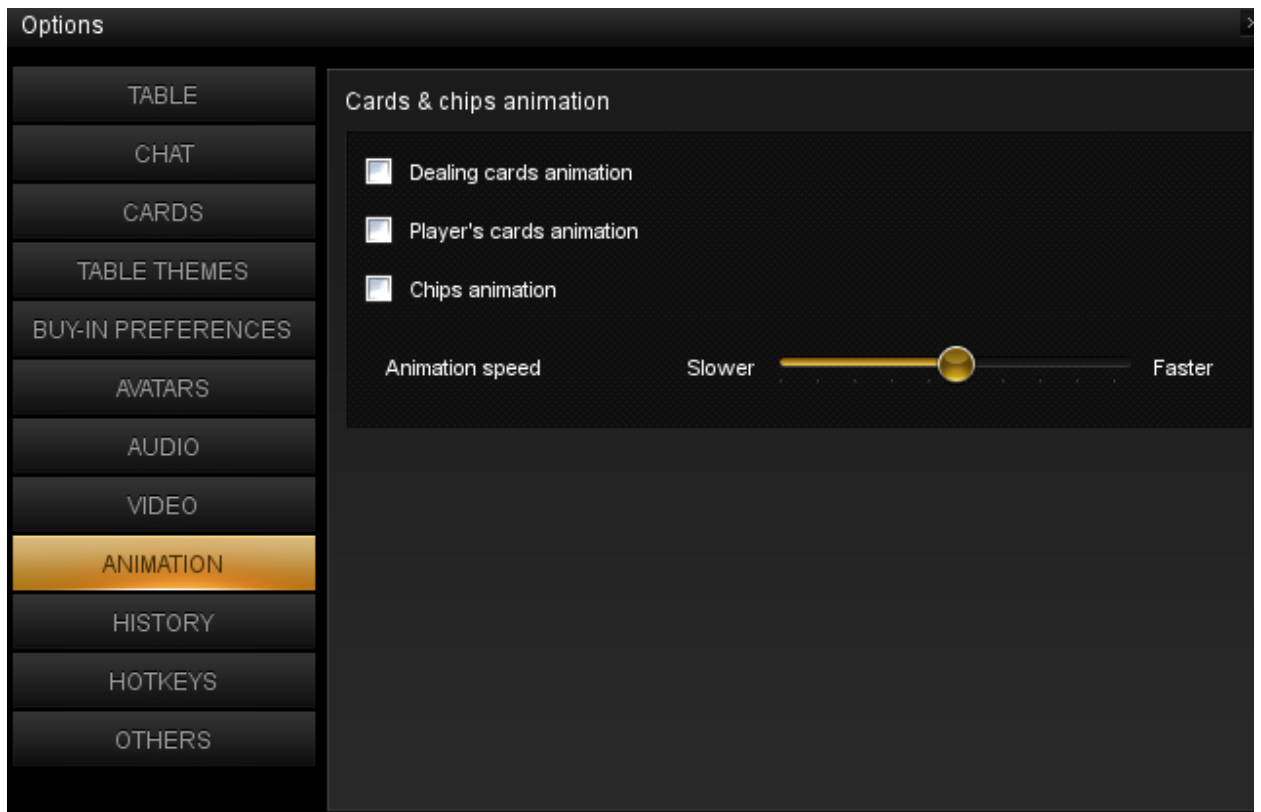 Options
TABLE
CHAT
CARDS
TABLE THEMES
BUY-IN PREFERENCES
AVATARS
AUDIO
VIDEO
ANIMATION
HISTORY
HOTKEYS
OTHERS
Cards & chips animation
Dealing cards animation
Player's cards animation
Chips animation
Animation speed Slower Faster